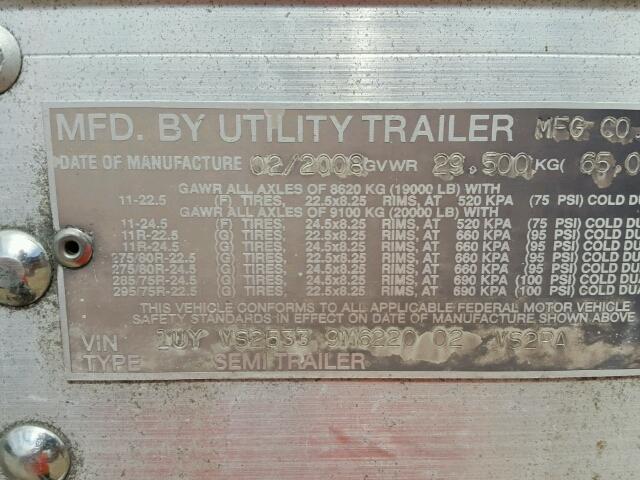 MFD. BY UTILITY TRAILER MFG CO.
DATE OF MANUFACTURE 02/2008 GVWR 29,500 KG( 65,0
GAWR ALL AXLES OF 8620 KG (19000 LB) WITH
11-22.5 (F) TIRES, 22.5x8.25 RIMS, AT 520 KPA (75 PSI) COLD DU
GAWR ALL AXLES OF 9100 KG (20000 LB) WITH
11-24.5 (F) TIRES, 24.5x8.25 RIMS, AT 520 KPA (75 PSI) COLD DU
11R-22.5 (G) TIRES, 22.5x8.25 RIMS, AT 660 KPA (95 PSI) COLD DU
11R-24.5 (G) TIRES, 24.5x8.25 RIMS, AT 660 KPA (95 PSI) COLD DU
275/80R-22.5 (G) TIRES, 22.5x8.25 RIMS, AT 660 KPA (95 PSI) COLD DU
275/80R-24.5 (G) TIRES, 24.5x8.25 RIMS, AT 660 KPA (95 PSI) COLD DU
285/75R-24.5 (G) TIRES, 24.5x8.25 RIMS, AT 690 KPA (100 PSI) COLD DU
295/75R-22.5 (G) TIRES, 22.5x8.25 RIMS, AT 690 KPA (100 PSI) COLD DUA
THIS VEHICLE CONFORMS TO ALL APPLICABLE FEDERAL MOTOR VEHICLE
SAFETY STANDARDS IN EFFECT ON DATE OF MANUFACTURE SHOWN ABOVE
VIN 1UY VS2533 9M6220 02 VS2RA
TYPE SEMITRAILER